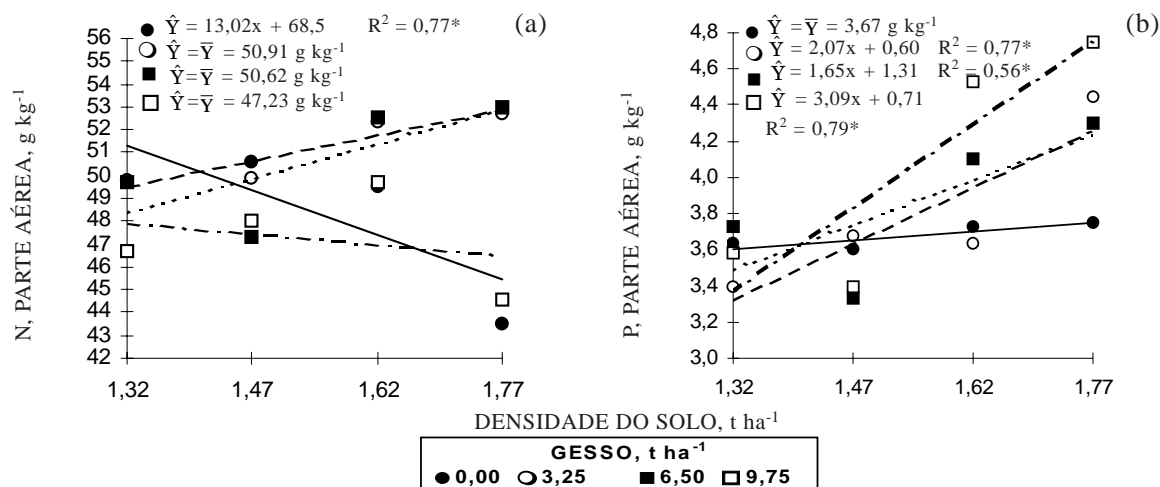 (a)
Ŷ = 13,02x + 68,5 R² = 0,77*
Ŷ = Ȳ = 50,91 g kg⁻¹
Ŷ = Ȳ = 50,62 g kg⁻¹
Ŷ = Ȳ = 47,23 g kg⁻¹
N, PARTE AÉREA, g kg⁻¹
56
55
54
53
52
51
50
49
48
47
46
45
44
43
42
1,32 1,47 1,62 1,77
(b)
Ŷ = Ȳ = 3,67 g kg⁻¹
Ŷ = 2,07x + 0,60 R² = 0,77*
Ŷ = 1,65x + 1,31 R² = 0,56*
Ŷ = 3,09x + 0,71
R² = 0,79*
P, PARTE AÉREA, g kg⁻¹
4,8
4,6
4,4
4,2
4,0
3,8
3,6
3,4
3,2
3,0
1,32 1,47 1,62 1,77
DENSIDADE DO SOLO, t ha⁻¹
GESSO, t ha⁻¹
0,00 3,25 6,50 9,75